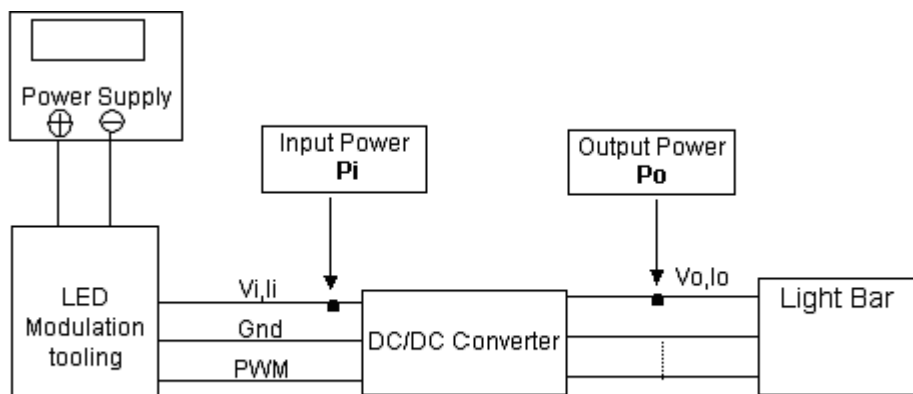 Power Supply
Input Power
Pi
Output Power
Po
LED
Modulation
tooling
Vi,Ii
Gnd
PWM
DC/DC Converter
Vo,Io
Light Bar